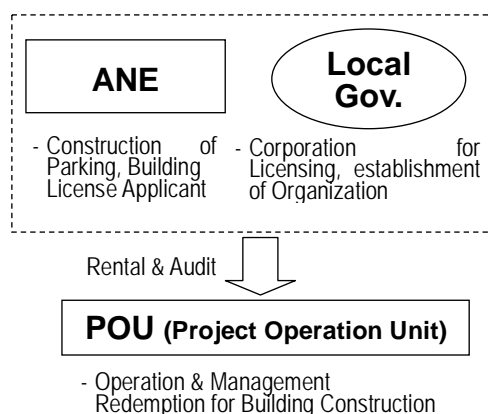 ANE
Local
Gov.
- Construction of
Parking, Building
License Applicant
- Corporation for
Licensing, establishment
of Organization
Rental & Audit
POU (Project Operation Unit)
- Operation & Management
Redemption for Building Construction